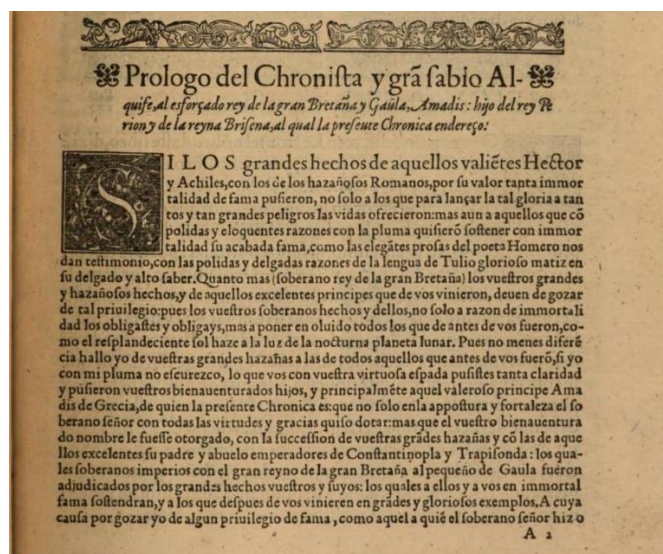 Prologo del Chronista y grã sabio Al-
quife, al esforçado rey de la gran Bretaña y Gaula, Amadis: hijo del rey Pe
rion y de la reyna Brisena, al qual la presente Chronica endereço:
SI LOS grandes hechos de aquellos valiẽtes Hector
y Achiles, con los de los hazañosos Romanos, por su valor tanta immor
talidad de fama pusieron, no solo a los que para lançar la tal gloria a tan
tos y tan grandes peligros las vidas ofrecieron: mas aun a aquellos que cõ
polidas y eloquentes razones con la pluma quisierõ sostener con immor
talidad su acabada fama, como las elegãtes prosas del poeta Homero nos
dan testimonio, con las polidas y delgadas razones de la lengua de Tulio glorioso matiz en
su delgado y alto saber. Quanto mas (soberano rey de la gran Bretaña) los vuestros grandes
y hazañosos hechos, y de aquellos excelentes principes que de vos vinieron, deuen de gozar
de tal priuilegio: pues los vuestros soberanos hechos y dellos, no solo a razon de immortali
dad los obligastes y obligays, mas a poner en oluido todos los que de antes de vos fueron, co-
mo el resplandeciente sol haze a la luz de la nocturna planeta lunar. Pues no menos diferẽ
cia hallo yo de vuestras grandes hazañas a las de todos aquellos que antes de vos fuerõ, si yo
con mi pluma no escurezco, lo que vos con vuestra virtuosa espada pusistes tanta claridad
y pusieron vuestros bienauenturados hijos, y principalmẽte aquel valeroso principe Ama
dis de Grecia, de quien la presente Chronica es: que no solo en la appostura y fortaleza el so
berano señor con todas las virtudes y gracias quiso dotar: mas que el vuestro bienauentura
do nombre le fuesse otorgado, con la succession de vuestras grãdes hazañas y cõ las de aque
llos excelentes su padre y abuelo emperadores de Constantinopla y Trapisonda: los qua-
les soberanos imperios con el gran reyno de la gran Bretaña al pequeño de Gaula fueron
adjudicados por los grandes hechos vuestros y suyos: los quales a ellos y a vos en immortal
fama sostendran, y a los que despues de vos vinieren en grãdes y gloriosos exemplos, A cuya
causa por gozar yo de algun priuilegio de fama, como aquel a quiẽ el soberano señor hizo
A 2